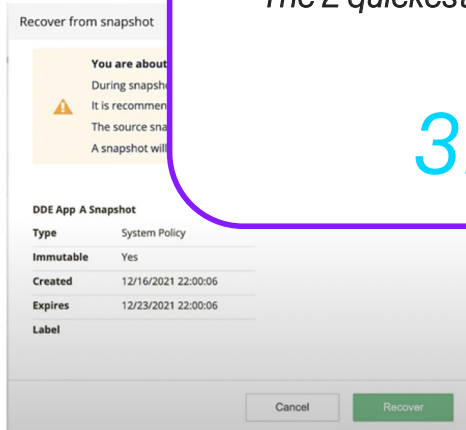 The 2 quickest
Recover from snapshot
You are about
During snapsh
It is recommen
The source sna
A snapshot will
3
DDE App A Snapshot
Type System Policy
Immutable Yes
Created 12/16/2021 22:00:06
Expires 12/23/2021 22:00:06
Label
Cancel Recover